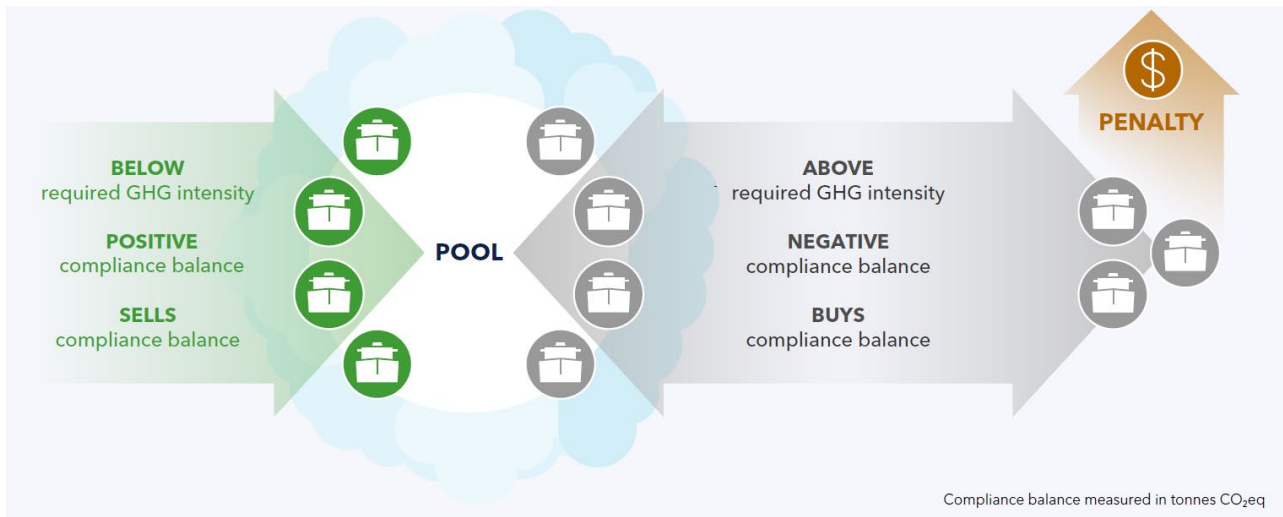 BELOW
required GHG intensity
POSITIVE
compliance balance
SELLS
compliance balance
POOL
ABOVE
required GHG intensity
NEGATIVE
compliance balance
BUYS
compliance balance
$
PENALTY
Compliance balance measured in tonnes CO₂eq